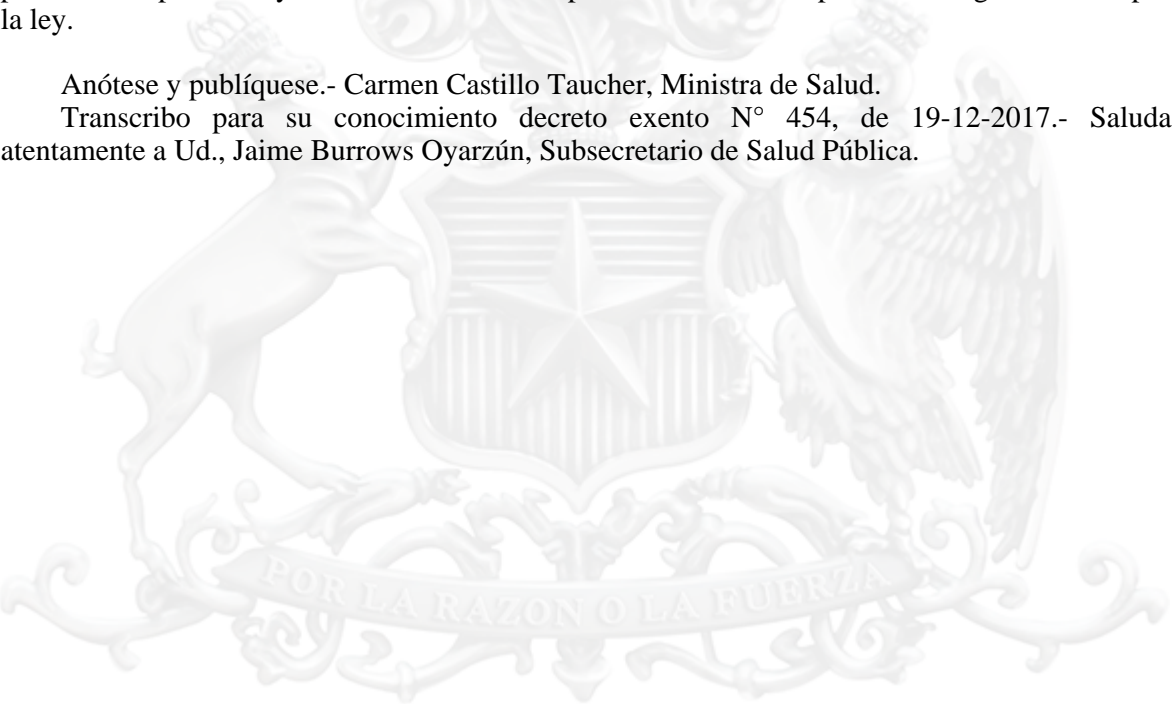 la ley.
Anótese y publíquese.- Carmen Castillo Taucher, Ministra de Salud.
Transcribo para su conocimiento decreto exento N° 454, de 19-12-2017.- Saluda
atentamente a Ud., Jaime Burrows Oyarzún, Subsecretario de Salud Pública.
POR LA RAZON O LA FUERZA